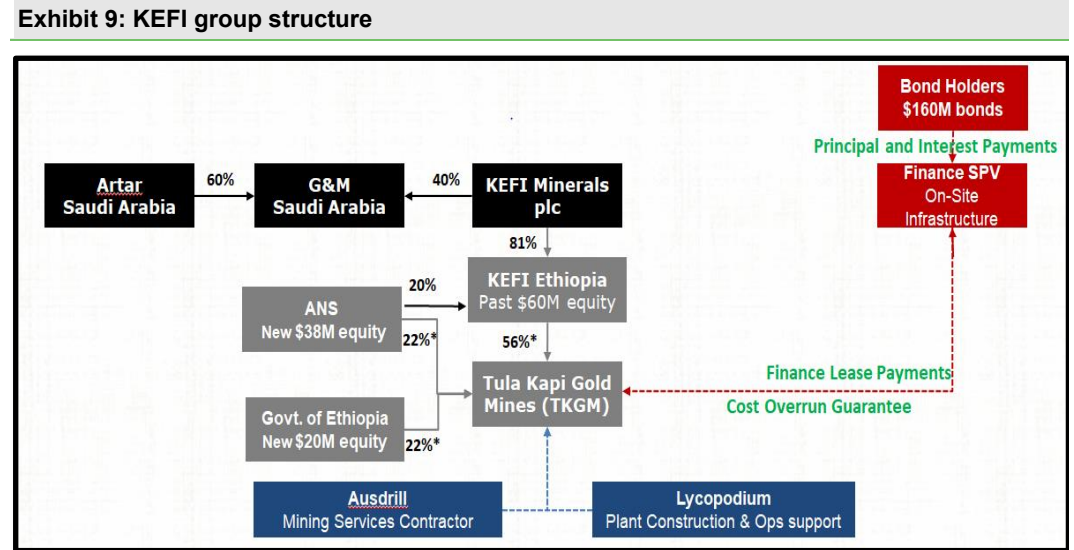 Exhibit 9: KEFI group structure
Bond Holders
$160M bonds
Principal and Interest Payments
Artar
Saudi Arabia
60%
G&M
Saudi Arabia
40%
KEFI Minerals
plc
Finance SPV
On-Site
Infrastructure
81%
KEFI Ethiopia
Past $60M equity
20%
ANS
New $38M equity
22%*
56%*
Tula Kapi Gold
Mines (TKGM)
Finance Lease Payments
Cost Overrun Guarantee
Govt. of Ethiopia
New $20M equity
22%*
Ausdrill
Mining Services Contractor
Lycopodium
Plant Construction & Ops support